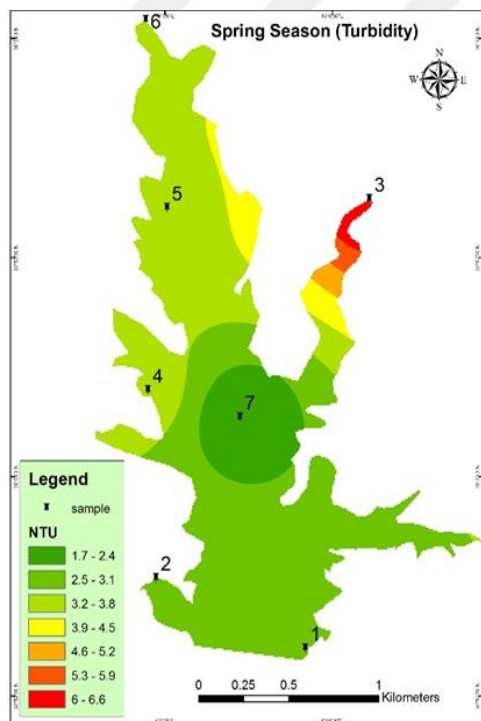 6
Spring Season (Turbidity)
N
W E
S
3
5
4
7
Legend
sample
NTU
1.7 - 2.4
2.5 - 3.1
3.2 - 3.8
3.9 - 4.5
4.6 - 5.2
5.3 - 5.9
6 - 6.6
2
1
0 0.25 0.5 1
Kilometers